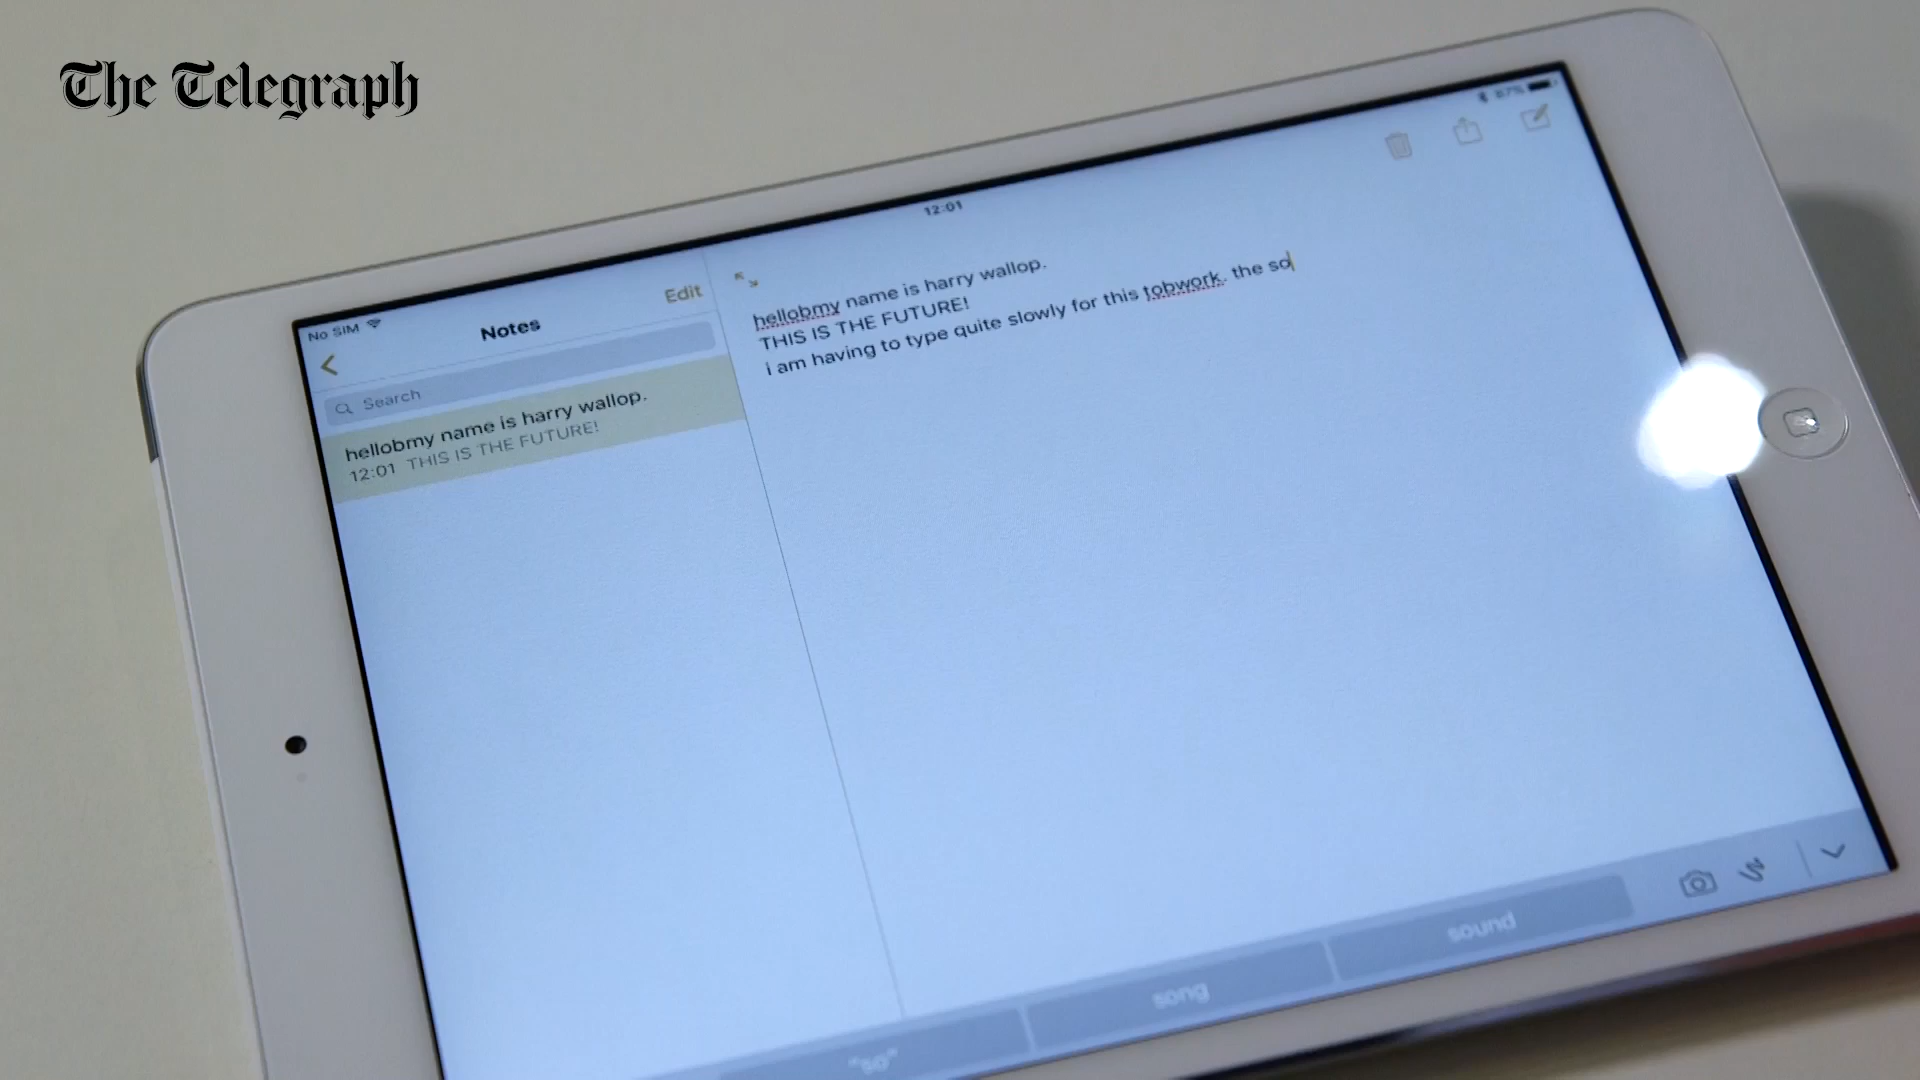 The Telegraph
87%
12:01
No SIM
Edit
Notes
Search
hellobmy name is harry wallop.
12:01 THIS IS THE FUTURE!
hellobmy name is harry wallop.
THIS IS THE FUTURE!
i am having to type quite slowly for this tobwork. the so
"so"
song
sound